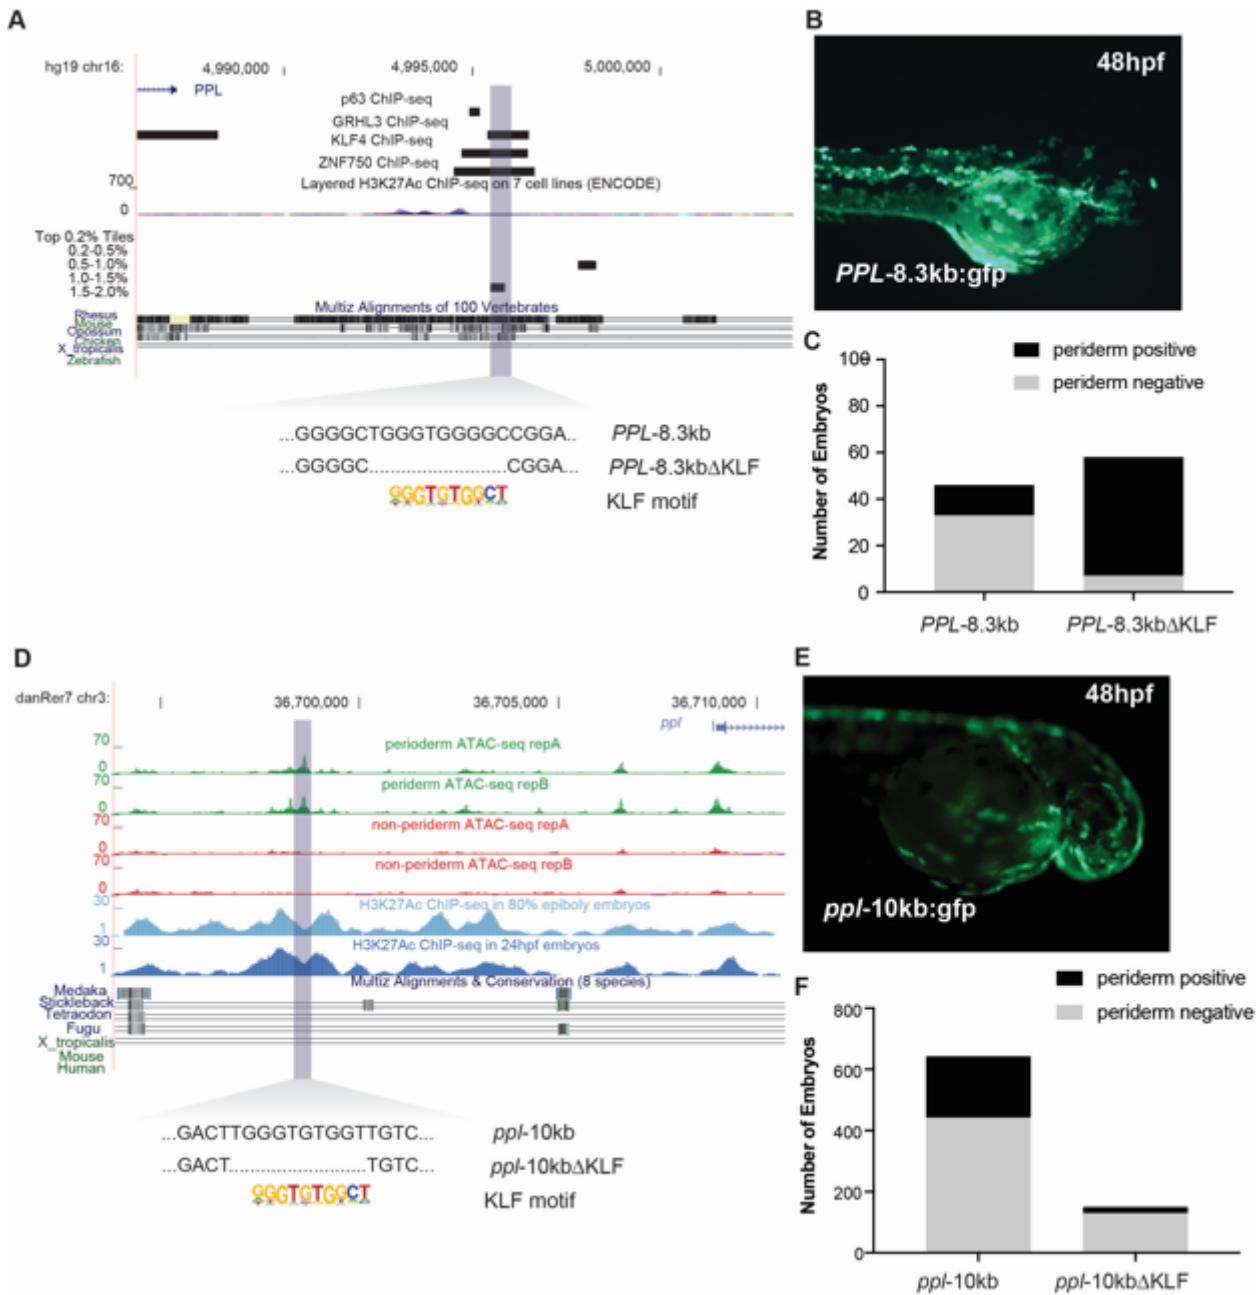 A
hg19 chr16:
4,990,000
4,995,000
5,000,000
PPL
p63 ChIP-seq
GRHL3 ChIP-seq
KLF4 ChIP-seq
ZNF750 ChIP-seq
Layered H3K27Ac ChIP-seq on 7 cell lines (ENCODE)
700
0
Top 0.2% Tiles
0.2-0.5%
0.5-1.0%
1.0-1.5%
1.5-2.0%
Multiz Alignments of 100 Vertebrates
Rhesus
Mouse
Opossum
Chicken
X_tropicalis
Zebrafish
...GGGGCTGGGTGGGGCCGGA.. PPL-8.3kb
...GGGGC........................CGGA... PPL-8.3kbΔKLF
GGGTGTGGCT KLF motif
B
48hpf
PPL-8.3kb:gfp
C
periderm positive
periderm negative
Number of Embryos
100
80
60
40
20
0
PPL-8.3kb PPL-8.3kbΔKLF
D
danRer7 chr3:
36,700,000
36,705,000
36,710,000
ppl
70
perioderm ATAC-seq repA
0
70
periderm ATAC-seq repB
0
70
non-periderm ATAC-seq repA
0
70
non-periderm ATAC-seq repB
0
30
H3K27Ac ChIP-seq in 80% epiboly embryos
1
30
H3K27Ac ChIP-seq in 24hpf embryos
1
Multiz Alignments & Conservation (8 species)
Medaka
Stickleback
Tetraodon
Fugu
X_tropicalis
Mouse
Human
...GACTTGGGTGTGGTTGTC... ppl-10kb
...GACT........................TGTC... ppl-10kbΔKLF
GGGTGTGGCT KLF motif
E
48hpf
ppl-10kb:gfp
F
periderm positive
periderm negative
Number of Embryos
800
600
400
200
0
ppl-10kb ppl-10kbΔKLF